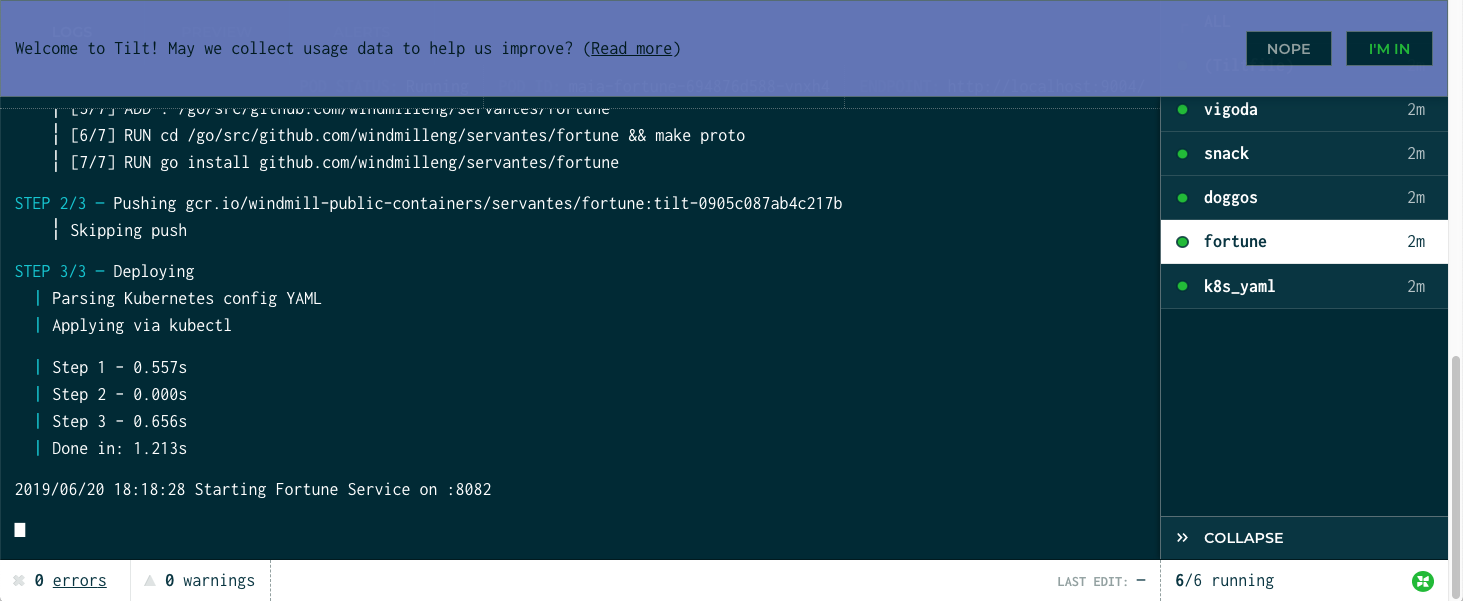 Welcome to Tilt! May we collect usage data to help us improve? (Read more)
NOPE
I'M IN
ALL
LOGS
[5/7] ADD . /go/src/github.com/windmilleng/servantes/fortune
[6/7] RUN cd /go/src/github.com/windmilleng/servantes/fortune && make proto
[7/7] RUN go install github.com/windmilleng/servantes/fortune
STEP 2/3 — Pushing gcr.io/windmill-public-containers/servantes/fortune:tilt-0905c087ab4c217b
Skipping push
STEP 3/3 — Deploying
Parsing Kubernetes config YAML
Applying via kubectl
Step 1 - 0.557s
Step 2 - 0.000s
Step 3 - 0.656s
Done in: 1.213s
2019/06/20 18:18:28 Starting Fortune Service on :8082
vigoda 2m
snack 2m
doggos 2m
fortune 2m
k8s_yaml 2m
» COLLAPSE
0 errors
0 warnings
LAST EDIT: —
6/6 running